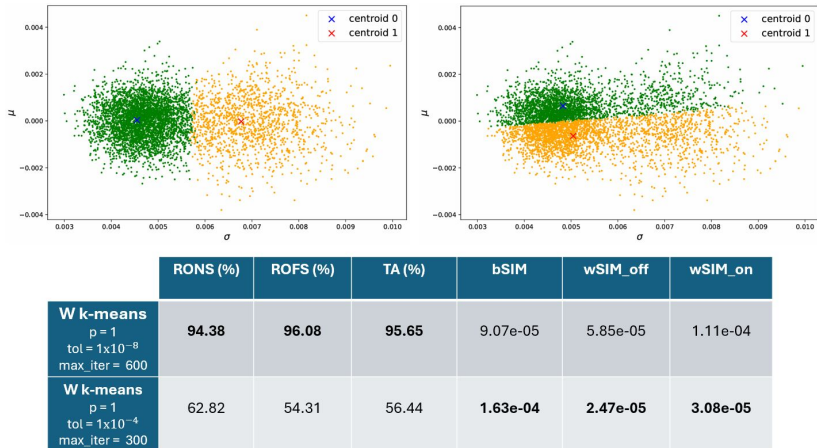 0.004
0.002
0.000
−0.002
−0.004
μ
0.003 0.004 0.005 0.006 0.007 0.008 0.009 0.010
σ
centroid 0
centroid 1
0.004
0.002
0.000
−0.002
−0.004
μ
0.003 0.004 0.005 0.006 0.007 0.008 0.009 0.010
σ
centroid 0
centroid 1
RONS (%) ROFS (%) TA (%) bSIM wSIM_off wSIM_on
W k-means
p = 1
tol = 1x10⁻⁸
max_iter = 600
94.38 96.08 95.65 9.07e-05 5.85e-05 1.11e-04
W k-means
p = 1
tol = 1x10⁻⁴
max_iter = 300
62.82 54.31 56.44 1.63e-04 2.47e-05 3.08e-05